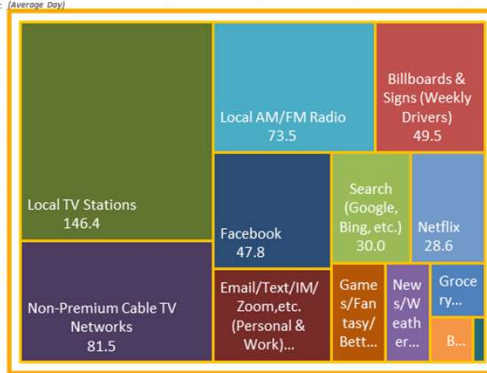 : (Average Day)
Local TV Stations
146.4
Local AM/FM Radio
73.5
Billboards &
Signs (Weekly
Drivers)
49.5
Facebook
47.8
Search
(Google,
Bing, etc.)
30.0
Netflix
28.6
Non-Premium Cable TV
Networks
81.5
Email/Text/IM/
Zoom,etc.
(Personal &
Work)...
Game
s/Fan
tasy/
Bett...
New
s/W
eath
er...
Groce
ry...
B...